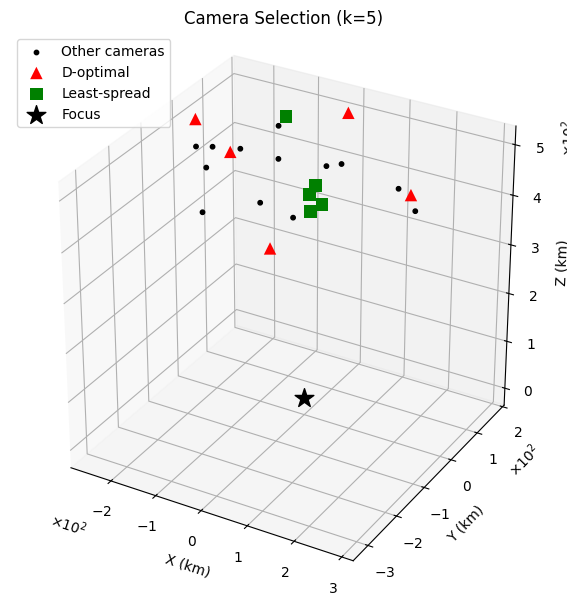 Camera Selection (k=5)
Other cameras
D-optimal
Least-spread
Focus
×10²
5
4
3
2
1
0
Z (km)
2
1
0
−1
−2
−3
×10²
Y (km)
−2
−1
0
1
2
3
×10²
X (km)